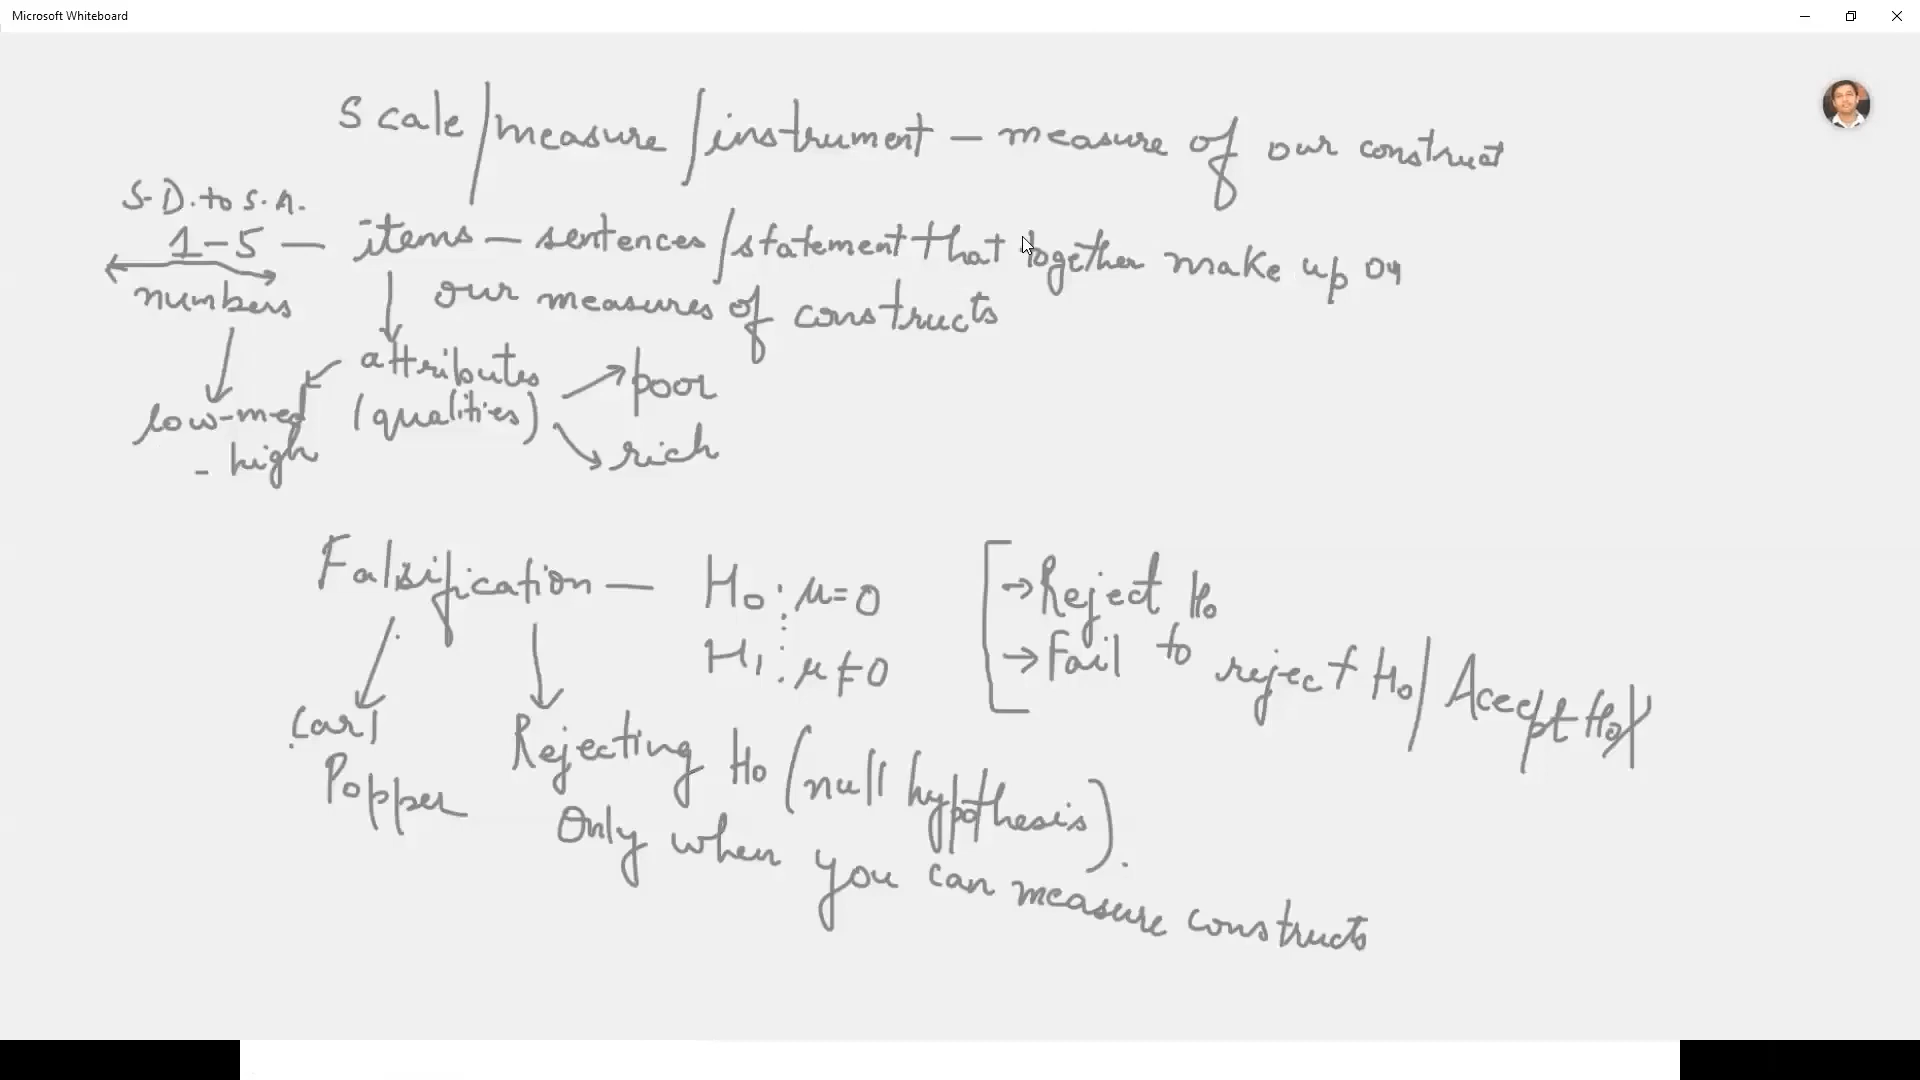 Microsoft Whiteboard
Scale/measure/instrument - measure of our construct
S.D. to S.A.
1-5 - items - sentences/statement that together make up ou
our measures of constructs
numbers
attributes
(qualities)
poor
rich
low-med
- high
Falsification - H0: μ=0
H1: μ≠0
→Reject H0
→Fail to reject H0/Acecpt H0
Carl
Popper
Rejecting H0 (null hypothesis).
Only when you can measure constructs